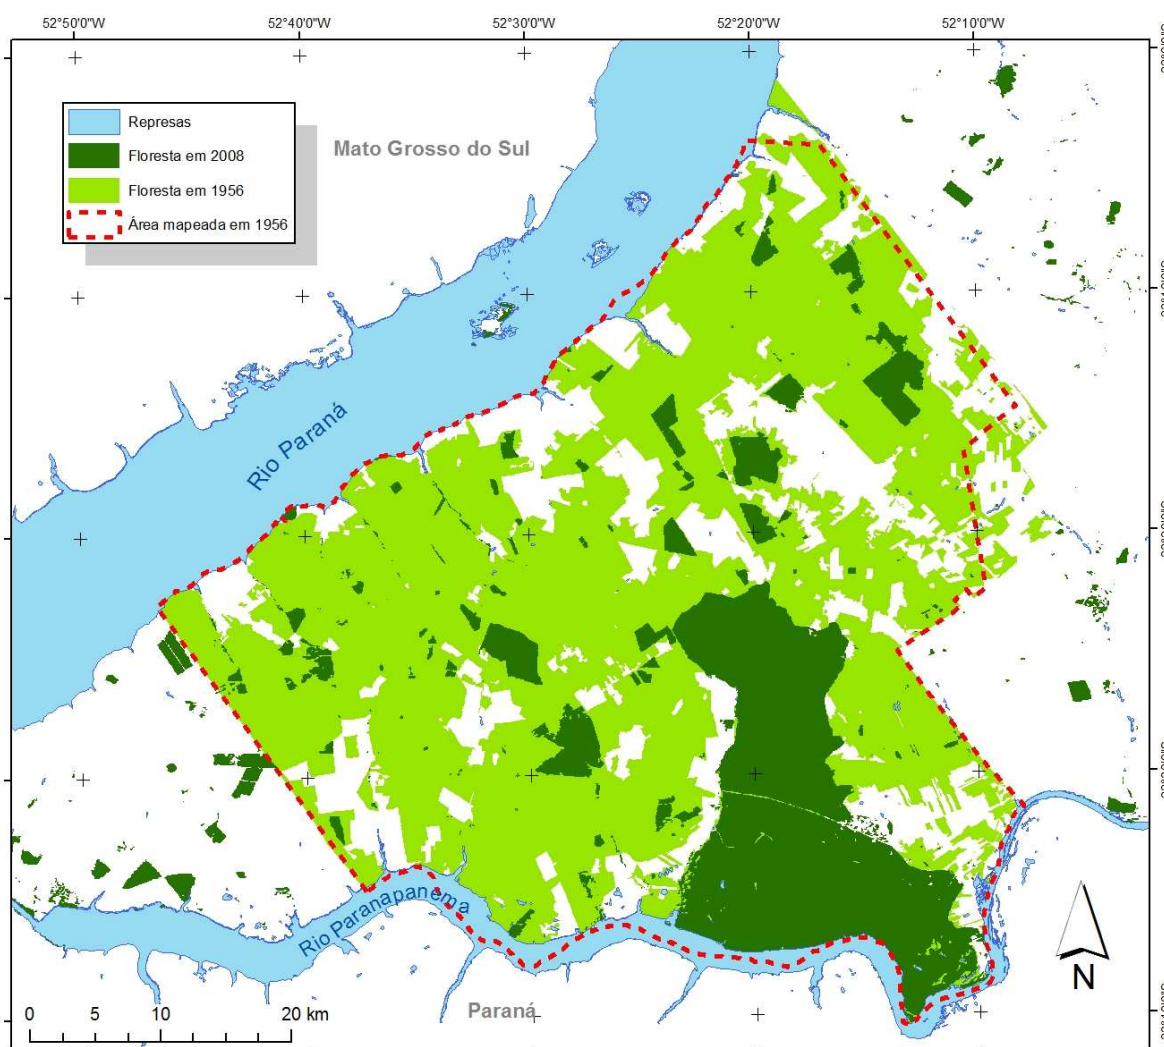 52°50'0"W 52°40'0"W 52°30'0"W 52°20'0"W 52°10'0"W
Represas
Floresta em 2008
Floresta em 1956
Área mapeada em 1956
Mato Grosso do Sul
Rio Paraná
Rio Paranapanema
Paraná
N
0 5 10 20 km